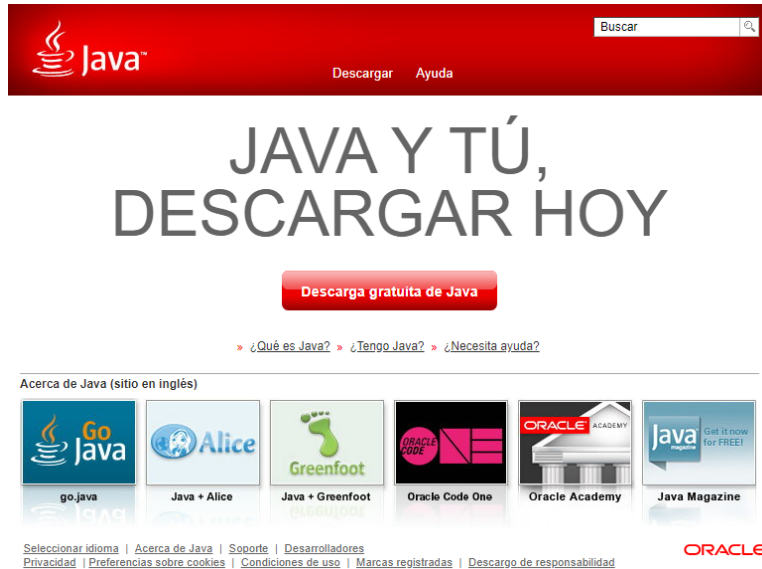 Buscar
Java™
Descargar Ayuda
JAVA Y TÚ,
DESCARGAR HOY
Descarga gratuita de Java
» ¿Qué es Java? » ¿Tengo Java? » ¿Necesita ayuda?
Acerca de Java (sitio en inglés)
Go
Java
Alice
Greenfoot
ORACLE
CODE
ONE
ORACLE ACADEMY
Java
magazine
Get it now
for FREE!
go.java
Java + Alice
Java + Greenfoot
Oracle Code One
Oracle Academy
Java Magazine
Seleccionar idioma | Acerca de Java | Soporte | Desarrolladores
Privacidad | Preferencias sobre cookies | Condiciones de uso | Marcas registradas | Descargo de responsabilidad
ORACLE